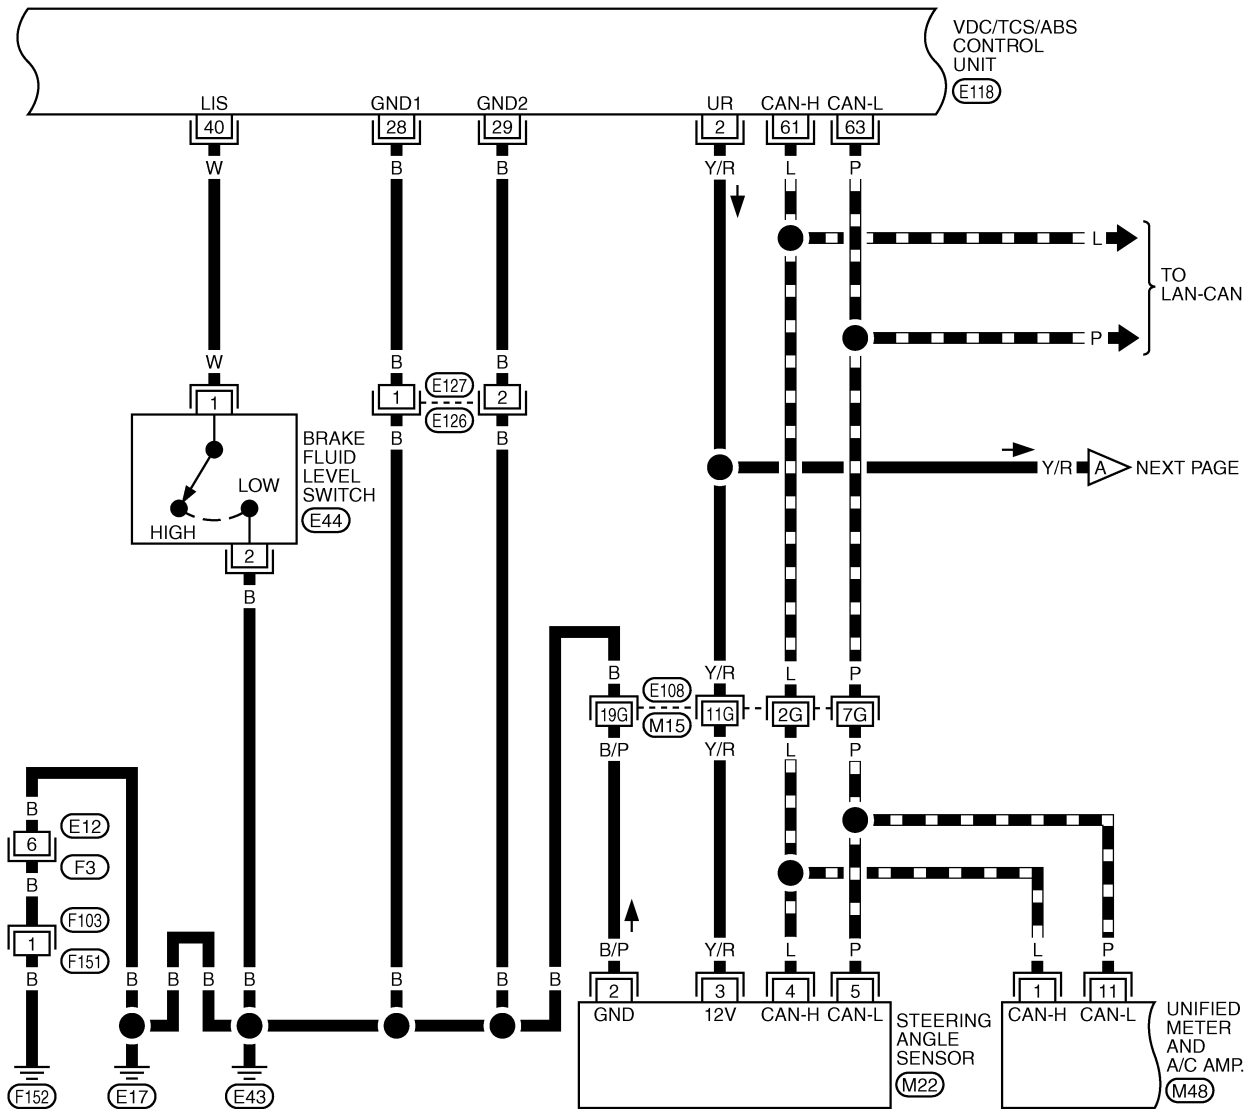 VDC/TCS/ABS
CONTROL
UNIT
E118
LIS GND1 GND2 UR CAN-H CAN-L
40 28 29 2 61 63
W B B Y/R L P
L
TO
LAN-CAN
P
W B B
1 1 E127 2
E126
B B
BRAKE
FLUID
LEVEL
SWITCH
E44
LOW
HIGH
Y/R A NEXT PAGE
2
B
B Y/R L P
E108
19G 11G 2G 7G
M15
B/P Y/R L P
B
6 E12
F3
B
F103
1
F151
B/P Y/R L P L P
B B B B B B B B
2 3 4 5 1 11
GND 12V CAN-H CAN-L CAN-H CAN-L
STEERING
ANGLE
SENSOR
M22
UNIFIED
METER
AND
A/C AMP.
M48
F152 E17 E43